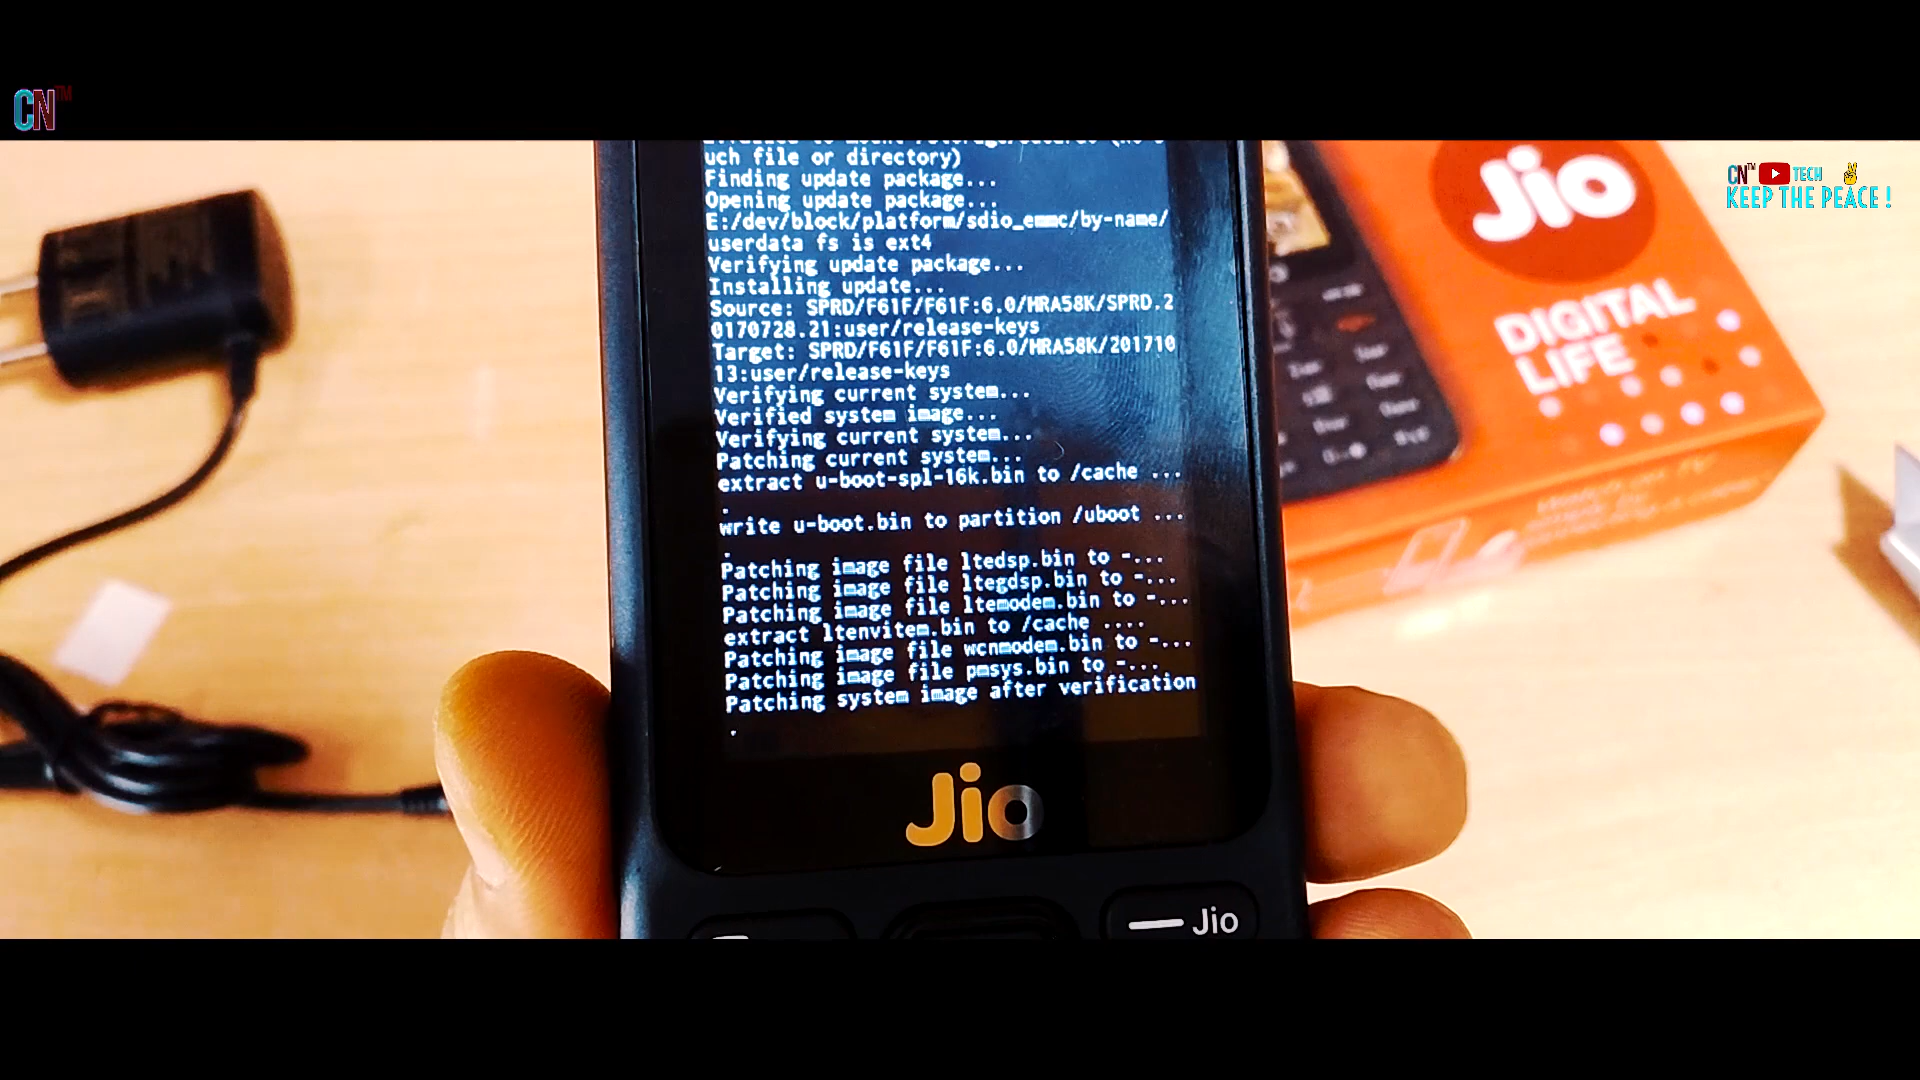 CN™
CN™ TECH
KEEP THE PEACE !
uch file or directory)
Finding update package...
Opening update package...
E:/dev/block/platform/sdio_emmc/by-name/
userdata fs is ext4
Verifying update package...
Installing update...
Source: SPRD/F61F/F61F:6.0/HRA58K/SPRD.2
0170728.21:user/release-keys
Target: SPRD/F61F/F61F:6.0/HRA58K/201710
13:user/release-keys
Verifying current system...
Verified system image...
Verifying current system...
Patching current system...
extract u-boot-spl-16k.bin to /cache ...
.
write u-boot.bin to partition /uboot ...
.
Patching image file ltedsp.bin to -...
Patching image file ltegdsp.bin to -...
Patching image file ltemodem.bin to -...
extract ltenvitem.bin to /cache ....
Patching image file wcnmodem.bin to -...
Patching image file pmsys.bin to -...
Patching system image after verification
.
Jio
Jio
Jio
DIGITAL
LIFE